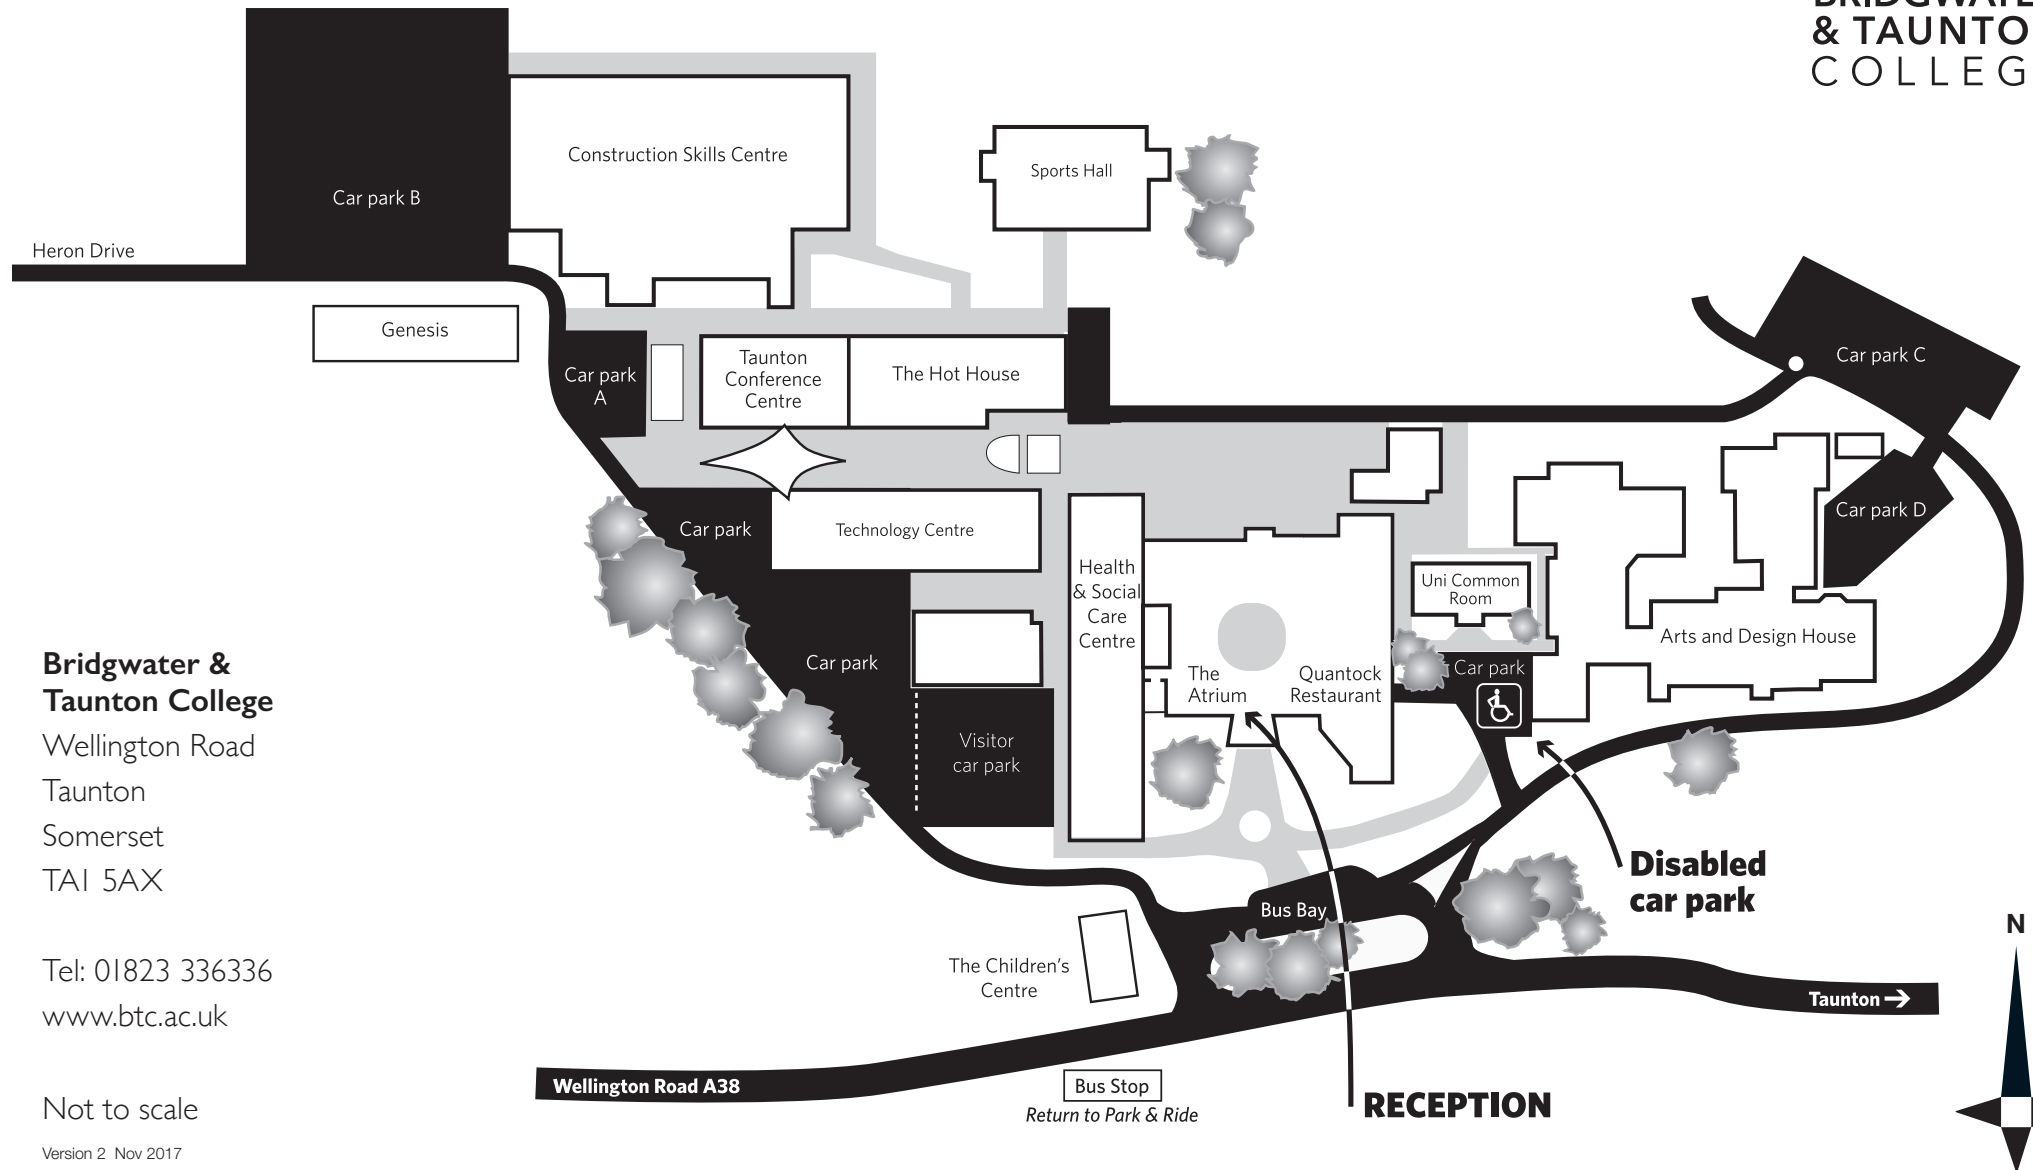 BRIDGWATE
& TAUNTO
COLLEG
Construction Skills Centre
Sports Hall
Car park B
Heron Drive
Genesis
Car park
A
Taunton
Conference
Centre
The Hot House
Car park C
Car park
Technology Centre
Car park D
Health
& Social
Care
Centre
Uni Common
Room
Arts and Design House
Car park
The
Atrium
Quantock
Restaurant
Car park
Visitor
car park
Bridgwater &
Taunton College
Wellington Road
Taunton
Somerset
TA1 5AX
Tel: 01823 336336
www.btc.ac.uk
Not to scale
Version 2 Nov 2017
Disabled
car park
Bus Bay
The Children's
Centre
N
Taunton →
Wellington Road A38
Bus Stop
Return to Park & Ride
RECEPTION